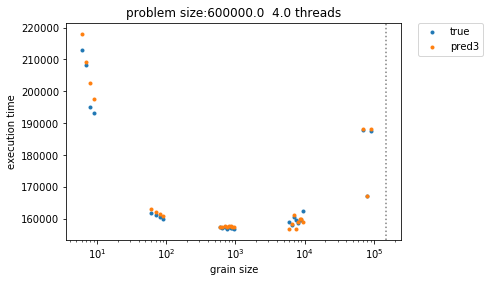 problem size:600000.0  4.0 threads
true
pred3
execution time
220000
210000
200000
190000
180000
170000
160000
10¹
10²
10³
10⁴
10⁵
grain size